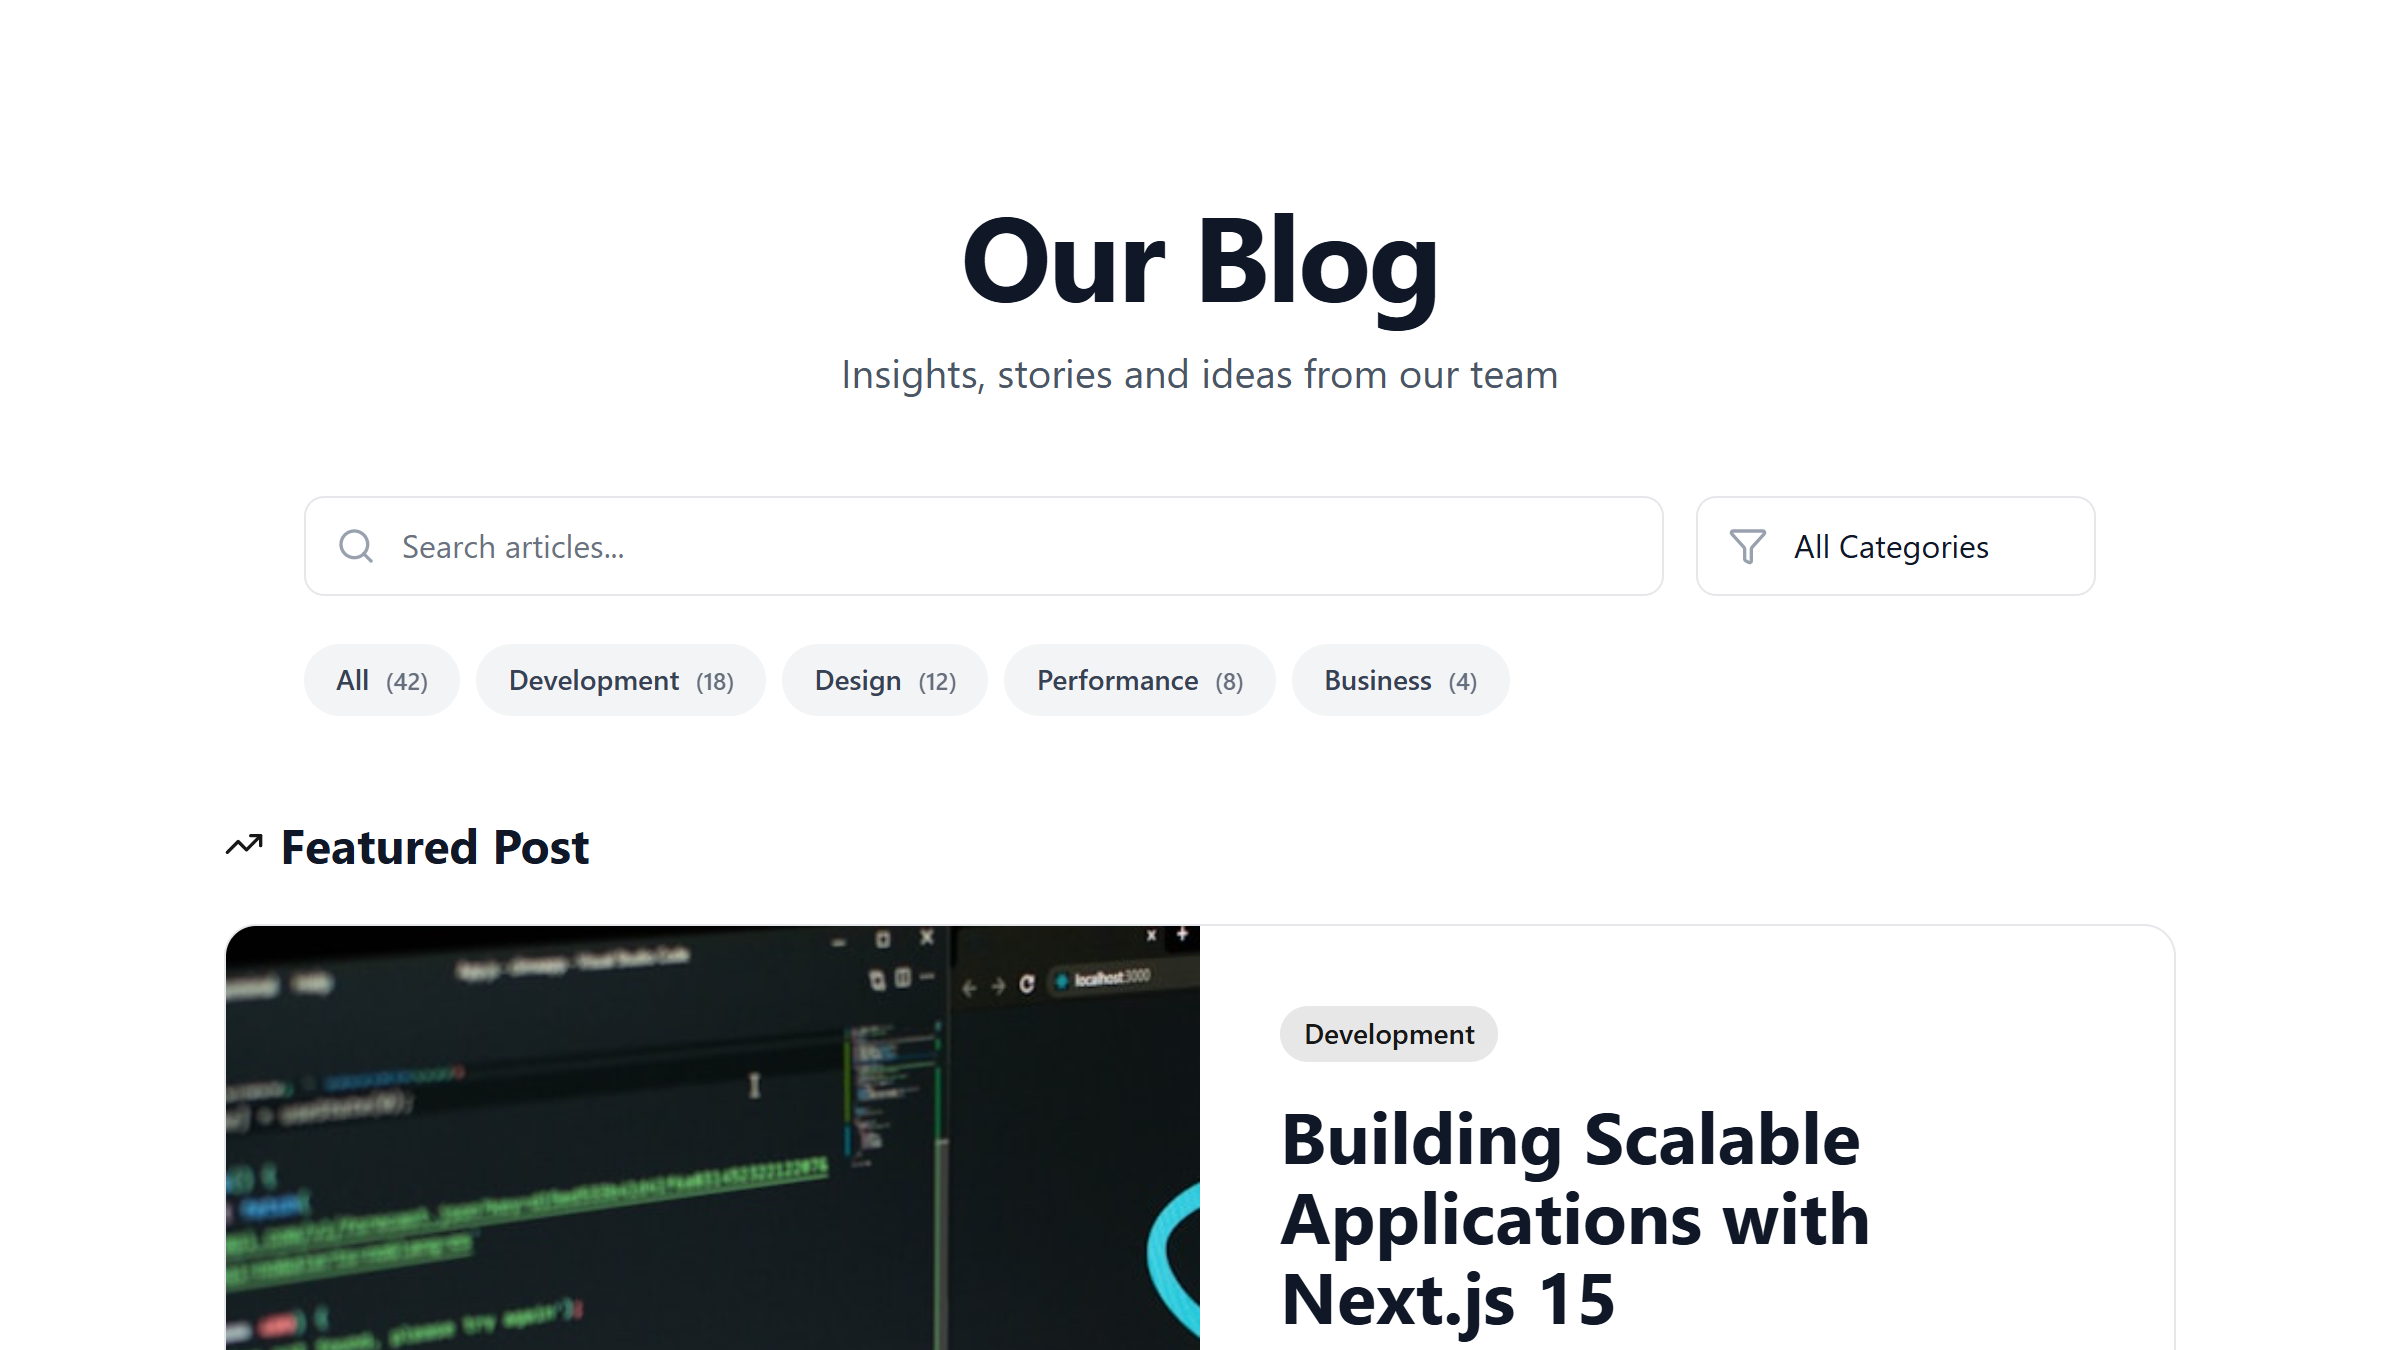 Our Blog
Insights, stories and ideas from our team
Search articles...
All Categories
All (42)
Development (18)
Design (12)
Performance (8)
Business (4)
Featured Post
localhost:3000
Development
Building Scalable
Applications with
Next.js 15